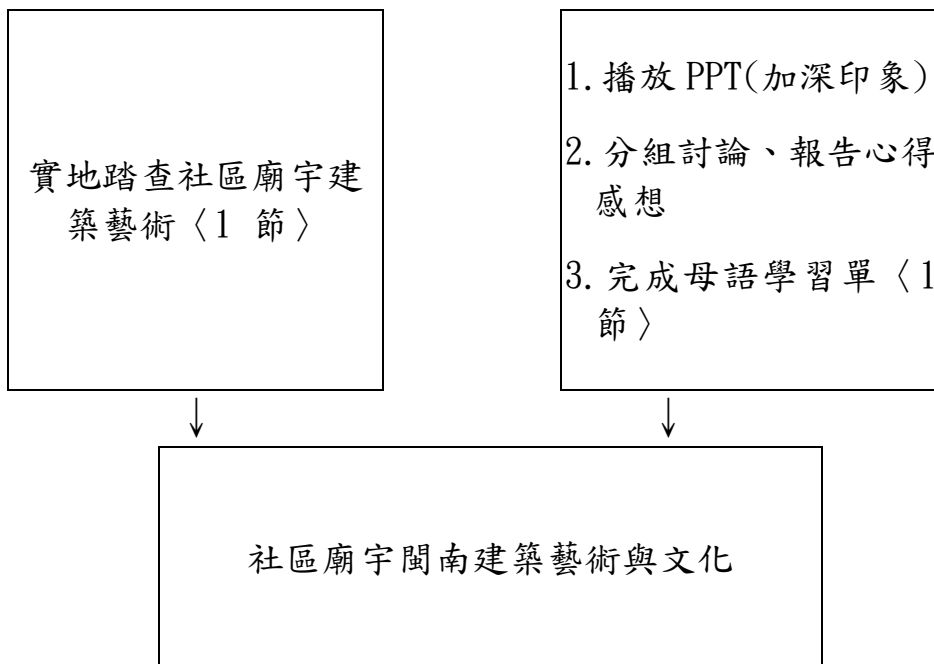 實地踏查社區廟宇建
築藝術〈1 節〉
1.播放 PPT(加深印象)
2.分組討論、報告心得
感想
3.完成母語學習單〈1
節〉
社區廟宇閩南建築藝術與文化